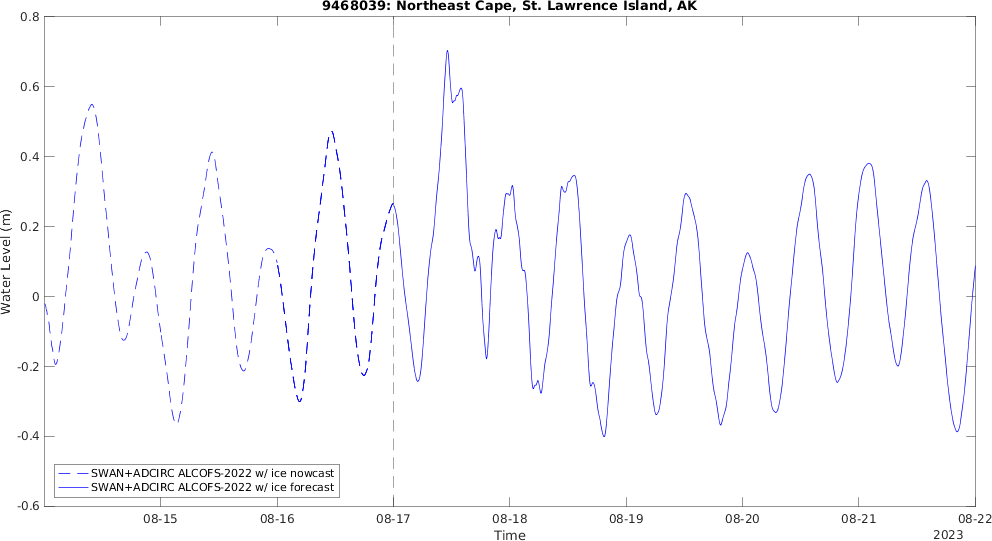 9468039: Northeast Cape, St. Lawrence Island, AK
0.8
0.6
0.4
0.2
0
-0.2
-0.4
-0.6
Water Level (m)
SWAN+ADCIRC ALCOFS-2022 w/ ice nowcast
SWAN+ADCIRC ALCOFS-2022 w/ ice forecast
08-15 08-16 08-17 08-18 08-19 08-20 08-21 08-22
Time
2023